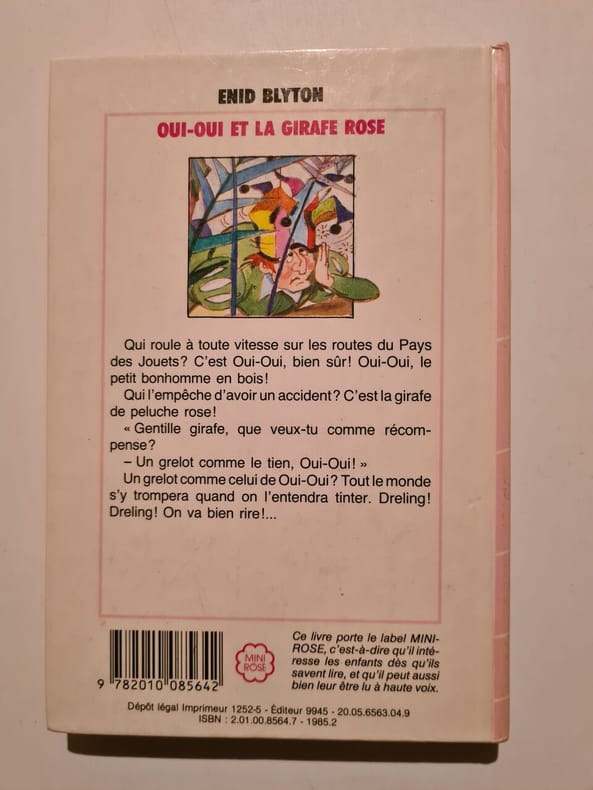 ENID BLYTON
OUI-OUI ET LA GIRAFE ROSE
Qui roule à toute vitesse sur les routes du Pays
des Jouets? C'est Oui-Oui, bien sûr! Oui-Oui, le
petit bonhomme en bois!
Qui l'empêche d'avoir un accident? C'est la girafe
de peluche rose!
« Gentille girafe, que veux-tu comme récom-
pense?
– Un grelot comme le tien, Oui-Oui! »
Un grelot comme celui de Oui-Oui? Tout le monde
s'y trompera quand on l'entendra tinter. Dreling!
Dreling! On va bien rire!...
9 782010 085642
MINI
ROSE
Ce livre porte le label MINI-
ROSE, c'est-à-dire qu'il inté-
resse les enfants dès qu'ils
savent lire, et qu'il peut aussi
bien leur être lu à haute voix.
Dépôt légal Imprimeur 1252-5 - Éditeur 9945 - 20.05.6563.04.9
ISBN : 2.01.00.8564.7 - 1985.2